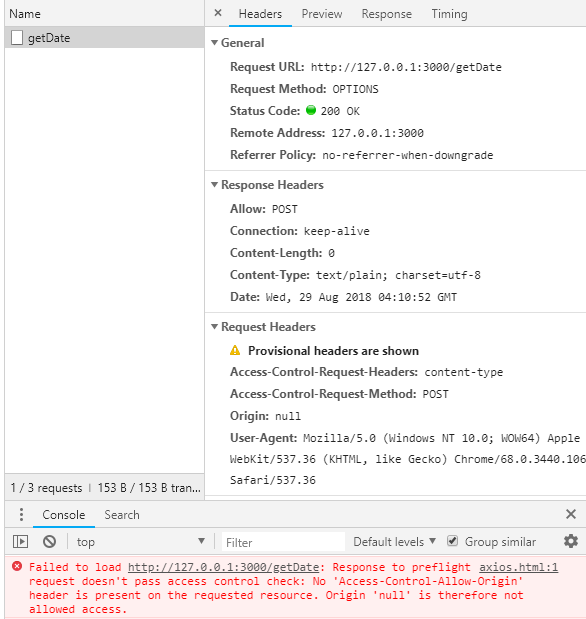 Name
getDate
1 / 3 requests | 153 B / 153 B tran...
× Headers Preview Response Timing
▼ General
Request URL: http://127.0.0.1:3000/getDate
Request Method: OPTIONS
Status Code: 200 OK
Remote Address: 127.0.0.1:3000
Referrer Policy: no-referrer-when-downgrade
▼ Response Headers
Allow: POST
Connection: keep-alive
Content-Length: 0
Content-Type: text/plain; charset=utf-8
Date: Wed, 29 Aug 2018 04:10:52 GMT
▼ Request Headers
Provisional headers are shown
Access-Control-Request-Headers: content-type
Access-Control-Request-Method: POST
Origin: null
User-Agent: Mozilla/5.0 (Windows NT 10.0; WOW64) Apple
WebKit/537.36 (KHTML, like Gecko) Chrome/68.0.3440.106
Safari/537.36
Console Search ×
top ▼ Filter Default levels ▼ Group similar
Failed to load http://127.0.0.1:3000/getDate: Response to preflight axios.html:1
request doesn't pass access control check: No 'Access-Control-Allow-Origin'
header is present on the requested resource. Origin 'null' is therefore not
allowed access.